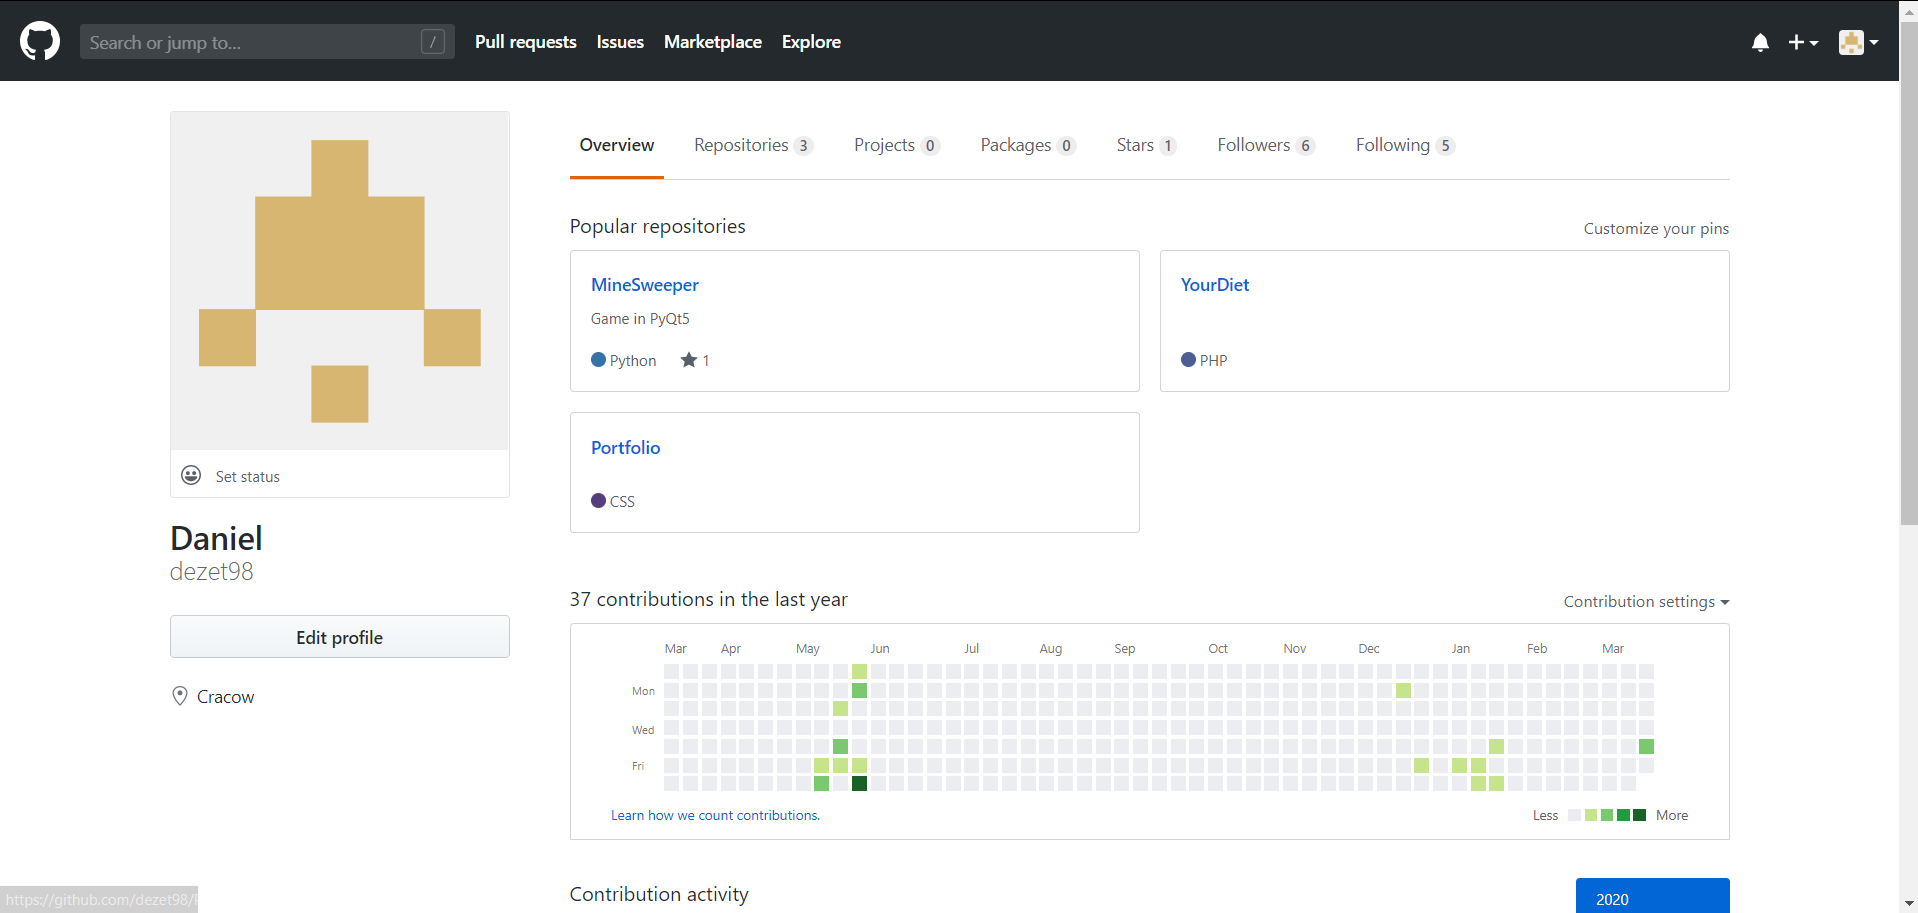 Search or jump to... / Pull requests Issues Marketplace Explore
Overview Repositories 3 Projects 0 Packages 0 Stars 1 Followers 6 Following 5
Popular repositories Customize your pins
MineSweeper
Game in PyQt5
Python 1
YourDiet
PHP
Portfolio
CSS
Set status
Daniel
dezet98
Edit profile
Cracow
37 contributions in the last year Contribution settings
Mar Apr May Jun Jul Aug Sep Oct Nov Dec Jan Feb Mar
Mon
Wed
Fri
Learn how we count contributions. Less More
Contribution activity 2020
https://github.com/dezet98/